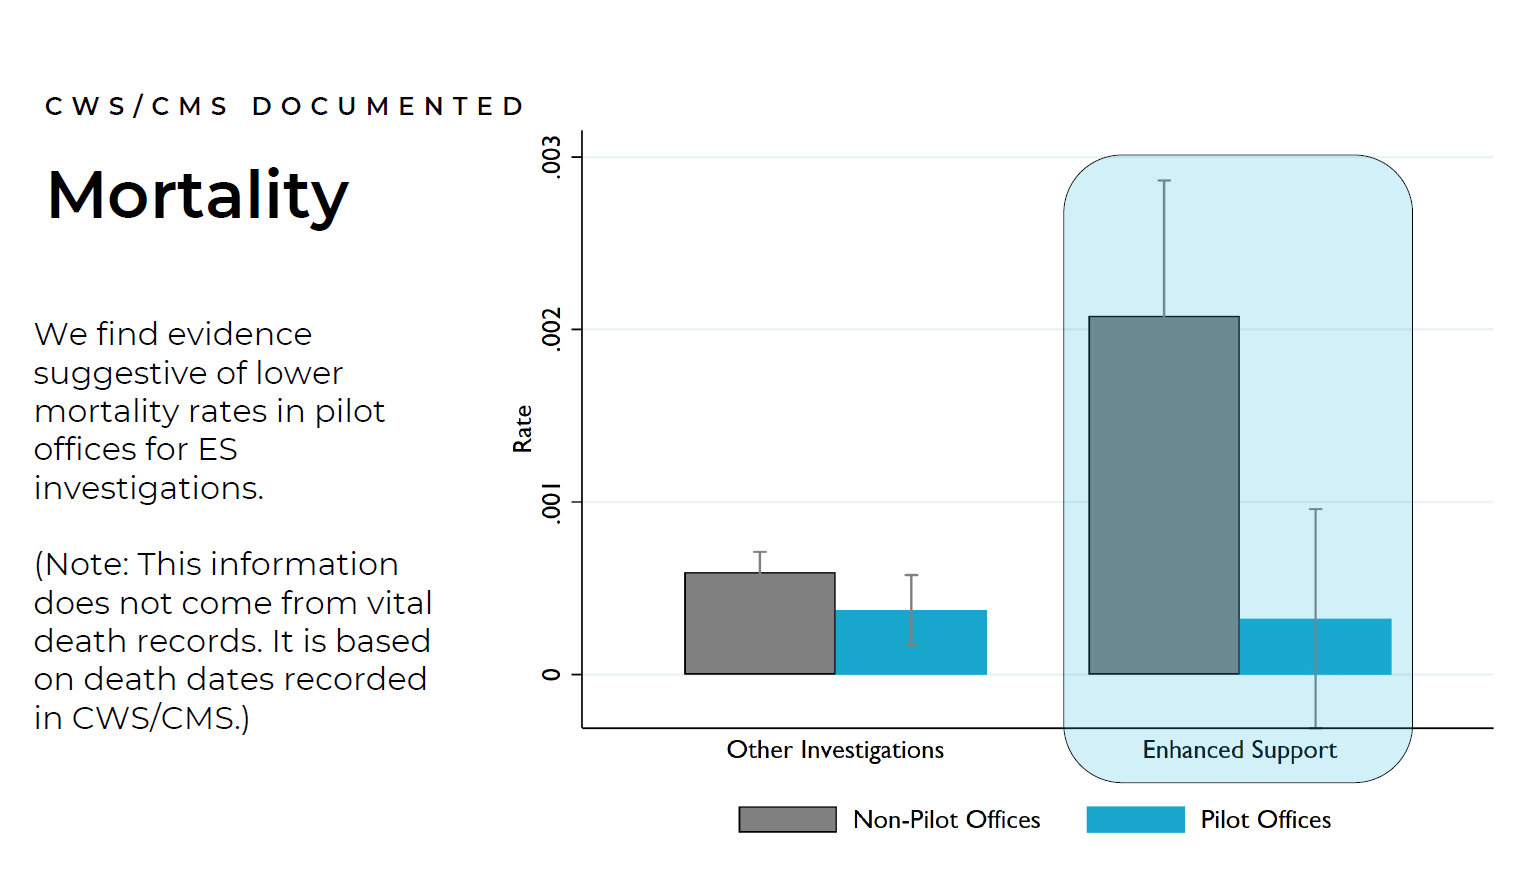 CWS/CMS DOCUMENTED
Mortality
We find evidence
suggestive of lower
mortality rates in pilot
offices for ES
investigations.
(Note: This information
does not come from vital
death records. It is based
on death dates recorded
in CWS/CMS.)
.003
.002
.001
0
Rate
Other Investigations
Enhanced Support
Non-Pilot Offices
Pilot Offices